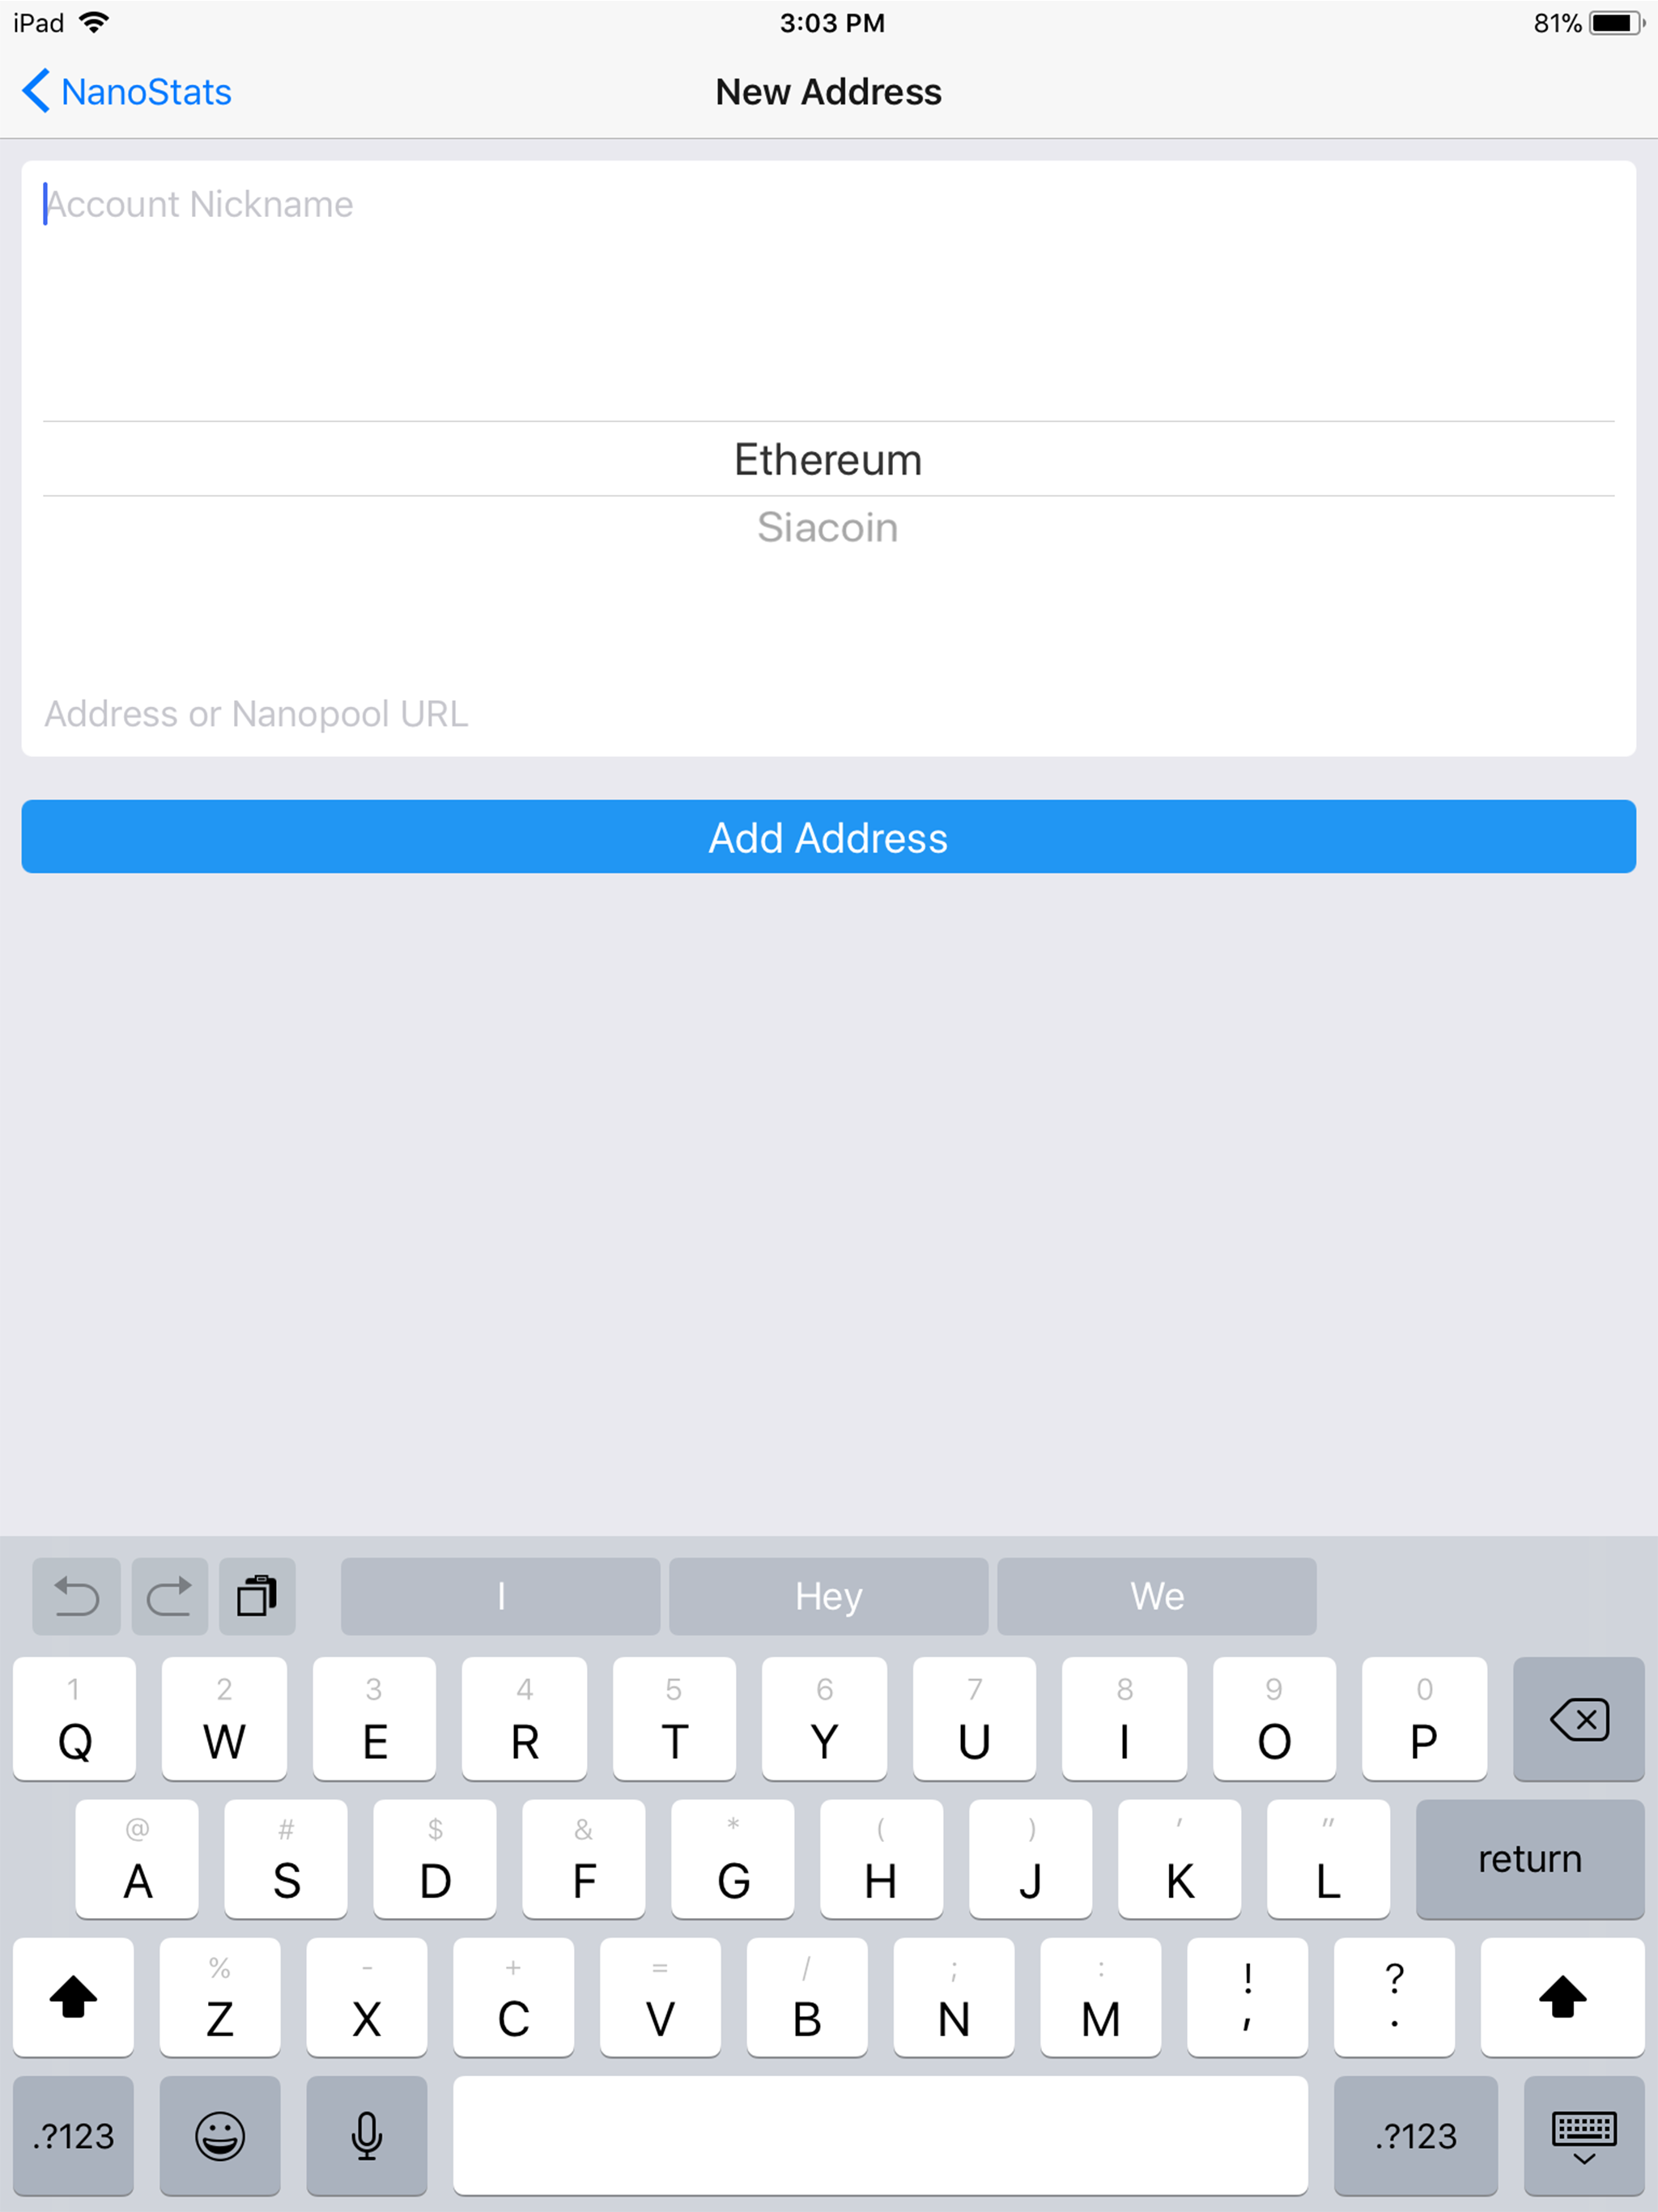 iPad 3:03 PM 81%
NanoStats New Address
Account Nickname
Ethereum
Siacoin
Address or Nanopool URL
Add Address
I Hey We
1 2 3 4 5 6 7 8 9 0
Q W E R T Y U I O P
@ # $ & * ( ) ' "
A S D F G H J K L return
% - + = / ; : ! ?
Z X C V B N M , .
.?123 .?123